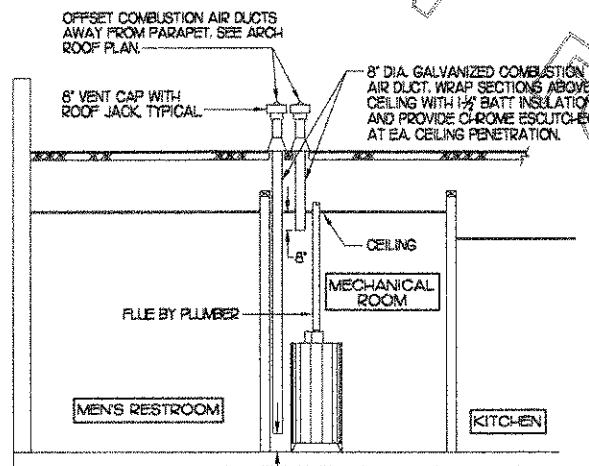 OFFSET COMBUSTION AIR DUCTS
AWAY FROM PARAPET. SEE ARCH
ROOF PLAN.
8" VENT CAP WITH
ROOF JACK, TYPICAL.
8" DIA. GALVANIZED COMBUSTION
AIR DUCT. WRAP SECTIONS ABOVE
CEILING WITH 1½" BATT INSULATION
AND PROVIDE CHROME ESCUTCHE
AT EA. CEILING PENETRATION.
CEILING
8"
MECHANICAL
ROOM
FLUE BY PLUMBER
MEN'S RESTROOM
KITCHEN